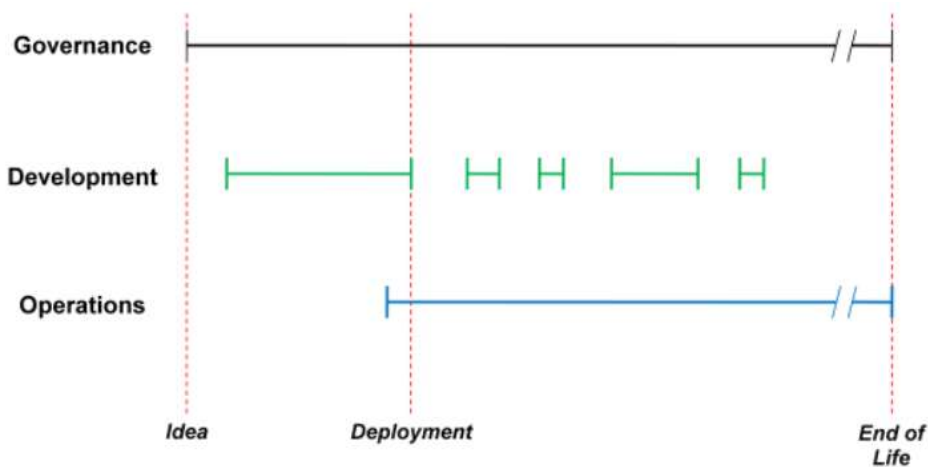 Governance
Development
Operations
Idea
Deployment
End of
Life